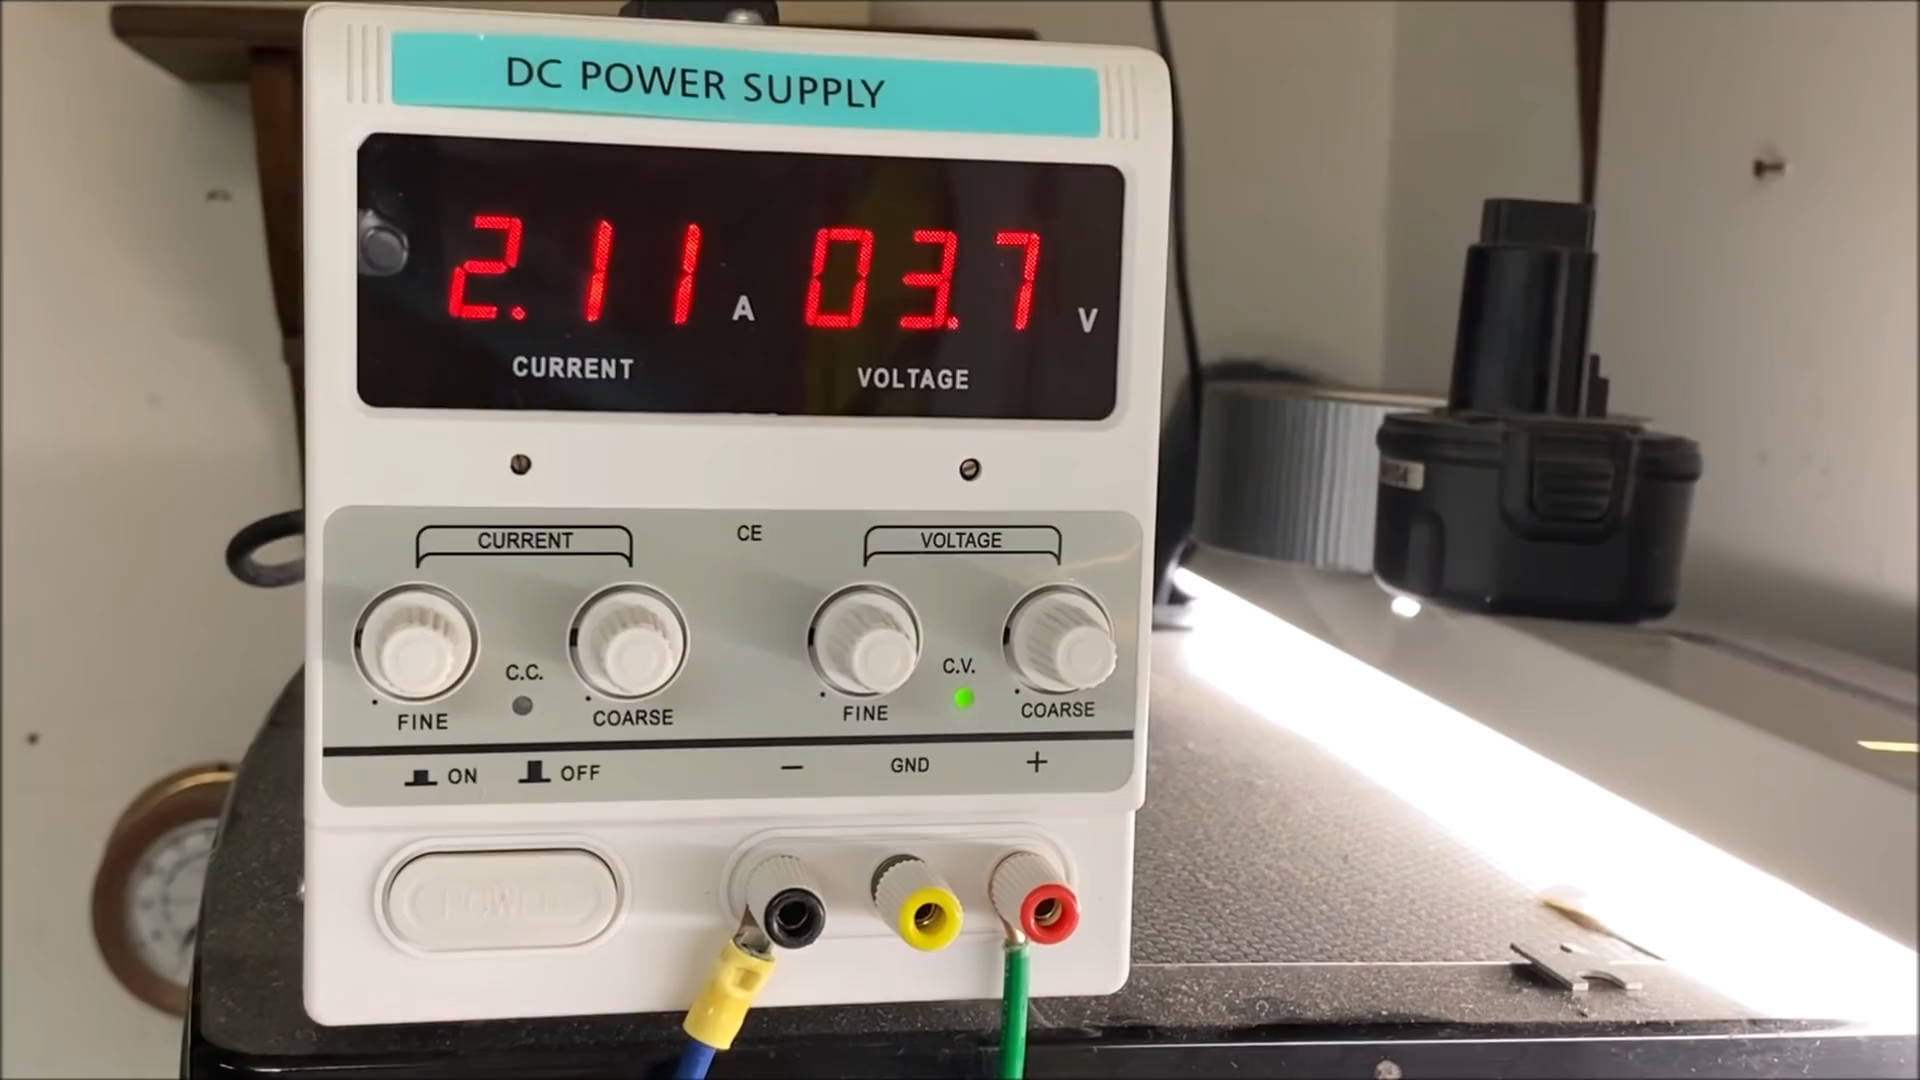 DC POWER SUPPLY
2.11 A 03.7 V
CURRENT VOLTAGE
CURRENT CE VOLTAGE
C.C. C.V.
FINE COARSE FINE COARSE
ON OFF − GND +
POWER